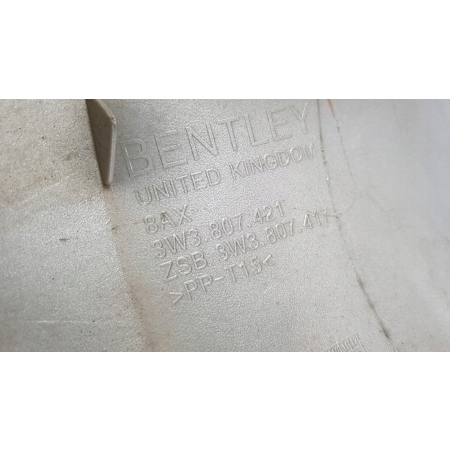 BENTLEY
UNITED KINGDOM
8AX
3W3.807.421
ZSB 3W3.807.417
>PP-T15<